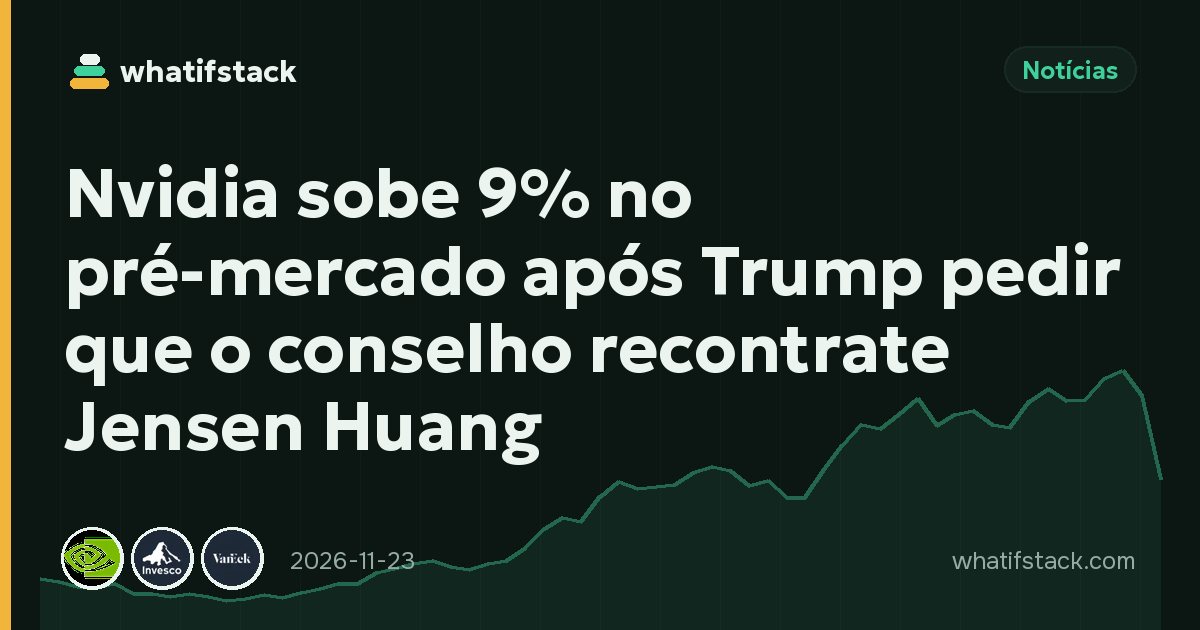 whatifstack
Notícias
Nvidia sobe 9% no
pré-mercado após Trump pedir
que o conselho recontrate
Jensen Huang
Invesco
VanEck
2026-11-23
whatifstack.com